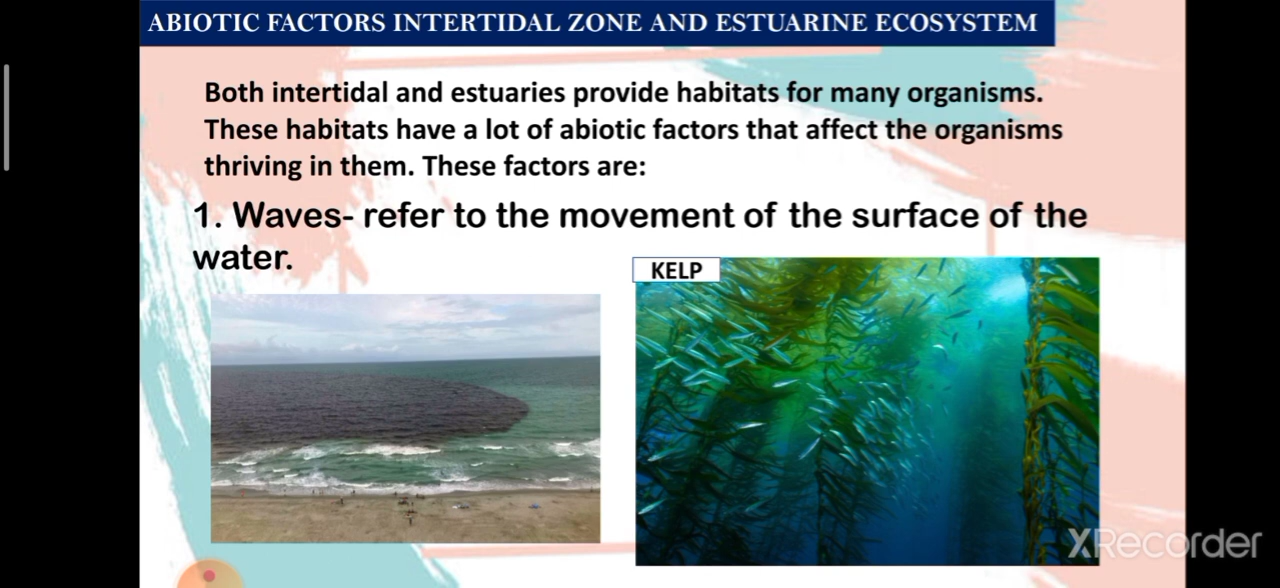 ABIOTIC FACTORS INTERTIDAL ZONE AND ESTUARINE ECOSYSTEM
Both intertidal and estuaries provide habitats for many organisms.
These habitats have a lot of abiotic factors that affect the organisms
thriving in them. These factors are:
1. Waves- refer to the movement of the surface of the
water.
KELP
XRecorder